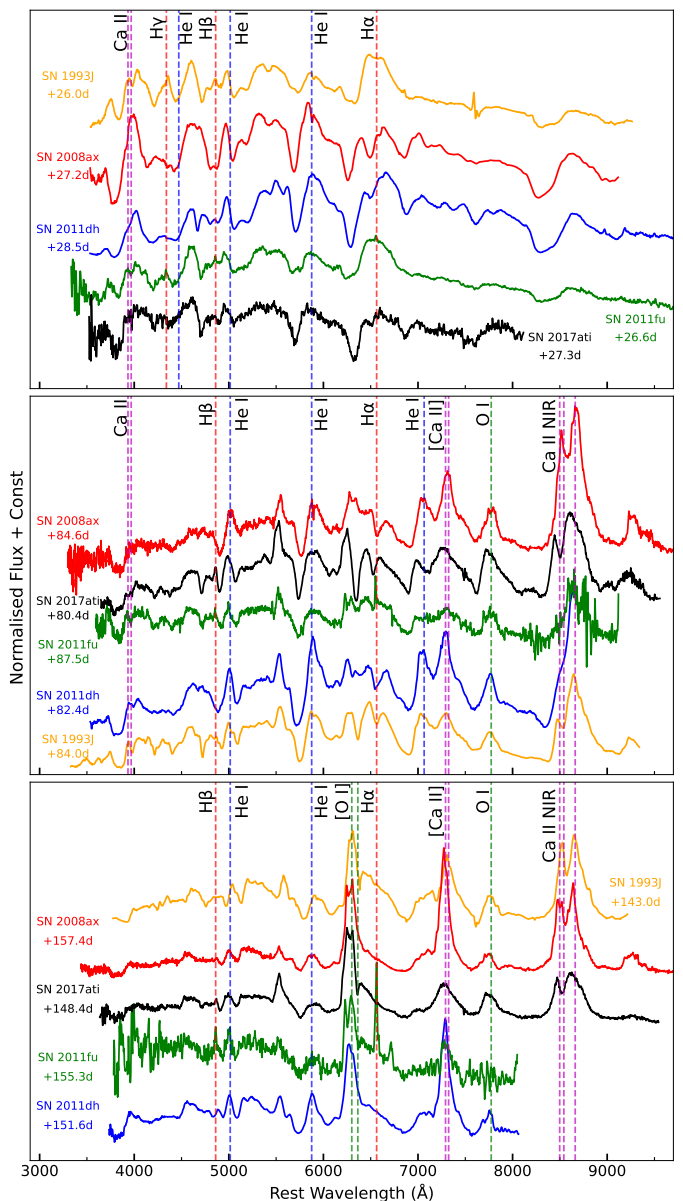 Ca II
Hγ
He I
Hβ
He I
He I
Hα
SN 1993J
+26.0d
SN 2008ax
+27.2d
SN 2011dh
+28.5d
SN 2011fu
+26.6d
SN 2017ati
+27.3d
Ca II
Hβ
He I
He I
Hα
He I
[Ca II]
O I
Ca II NIR
SN 2008ax
+84.6d
SN 2017ati
+80.4d
SN 2011fu
+87.5d
SN 2011dh
+82.4d
SN 1993J
+84.0d
Normalised Flux + Const
Hβ
He I
He I
[O I]
Hα
[Ca II]
O I
Ca II NIR
SN 1993J
+143.0d
SN 2008ax
+157.4d
SN 2017ati
+148.4d
SN 2011fu
+155.3d
SN 2011dh
+151.6d
3000 4000 5000 6000 7000 8000 9000
Rest Wavelength (Å)